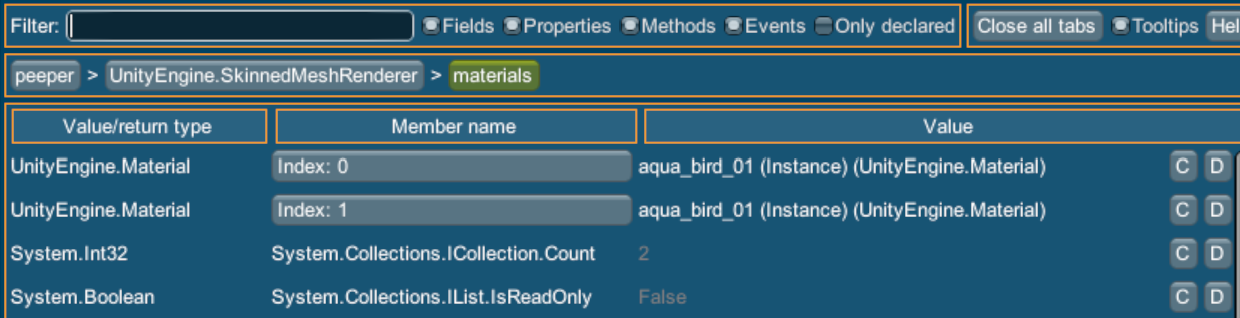 Filter: Fields Properties Methods Events Only declared Close all tabs Tooltips Hel
peeper > UnityEngine.SkinnedMeshRenderer > materials
Value/return type Member name Value
UnityEngine.Material Index: 0 aqua_bird_01 (Instance) (UnityEngine.Material) C D
UnityEngine.Material Index: 1 aqua_bird_01 (Instance) (UnityEngine.Material) C D
System.Int32 System.Collections.ICollection.Count 2 C D
System.Boolean System.Collections.IList.IsReadOnly False C D